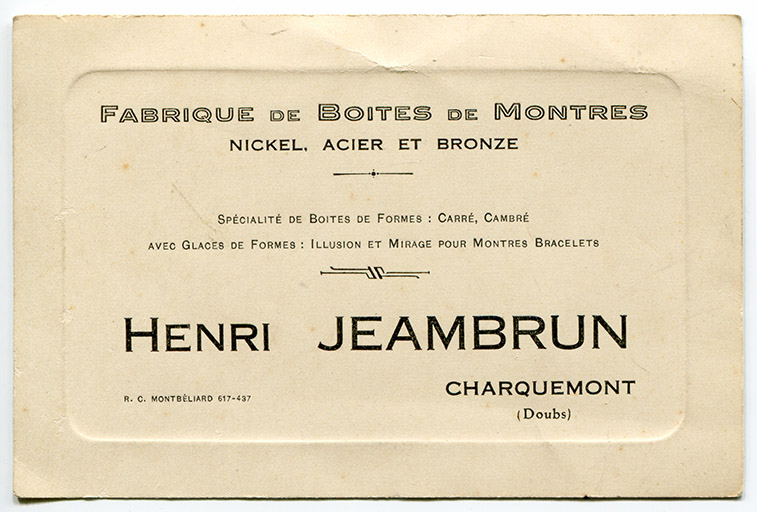 FABRIQUE DE BOITES DE MONTRES
NICKEL, ACIER ET BRONZE
SPÉCIALITÉ DE BOITES DE FORMES : CARRÉ, CAMBRÉ
AVEC GLACES DE FORMES : ILLUSION ET MIRAGE POUR MONTRES BRACELETS
HENRI JEAMBRUN
CHARQUEMONT
(Doubs)
R. C. MONTBÉLIARD 617-437